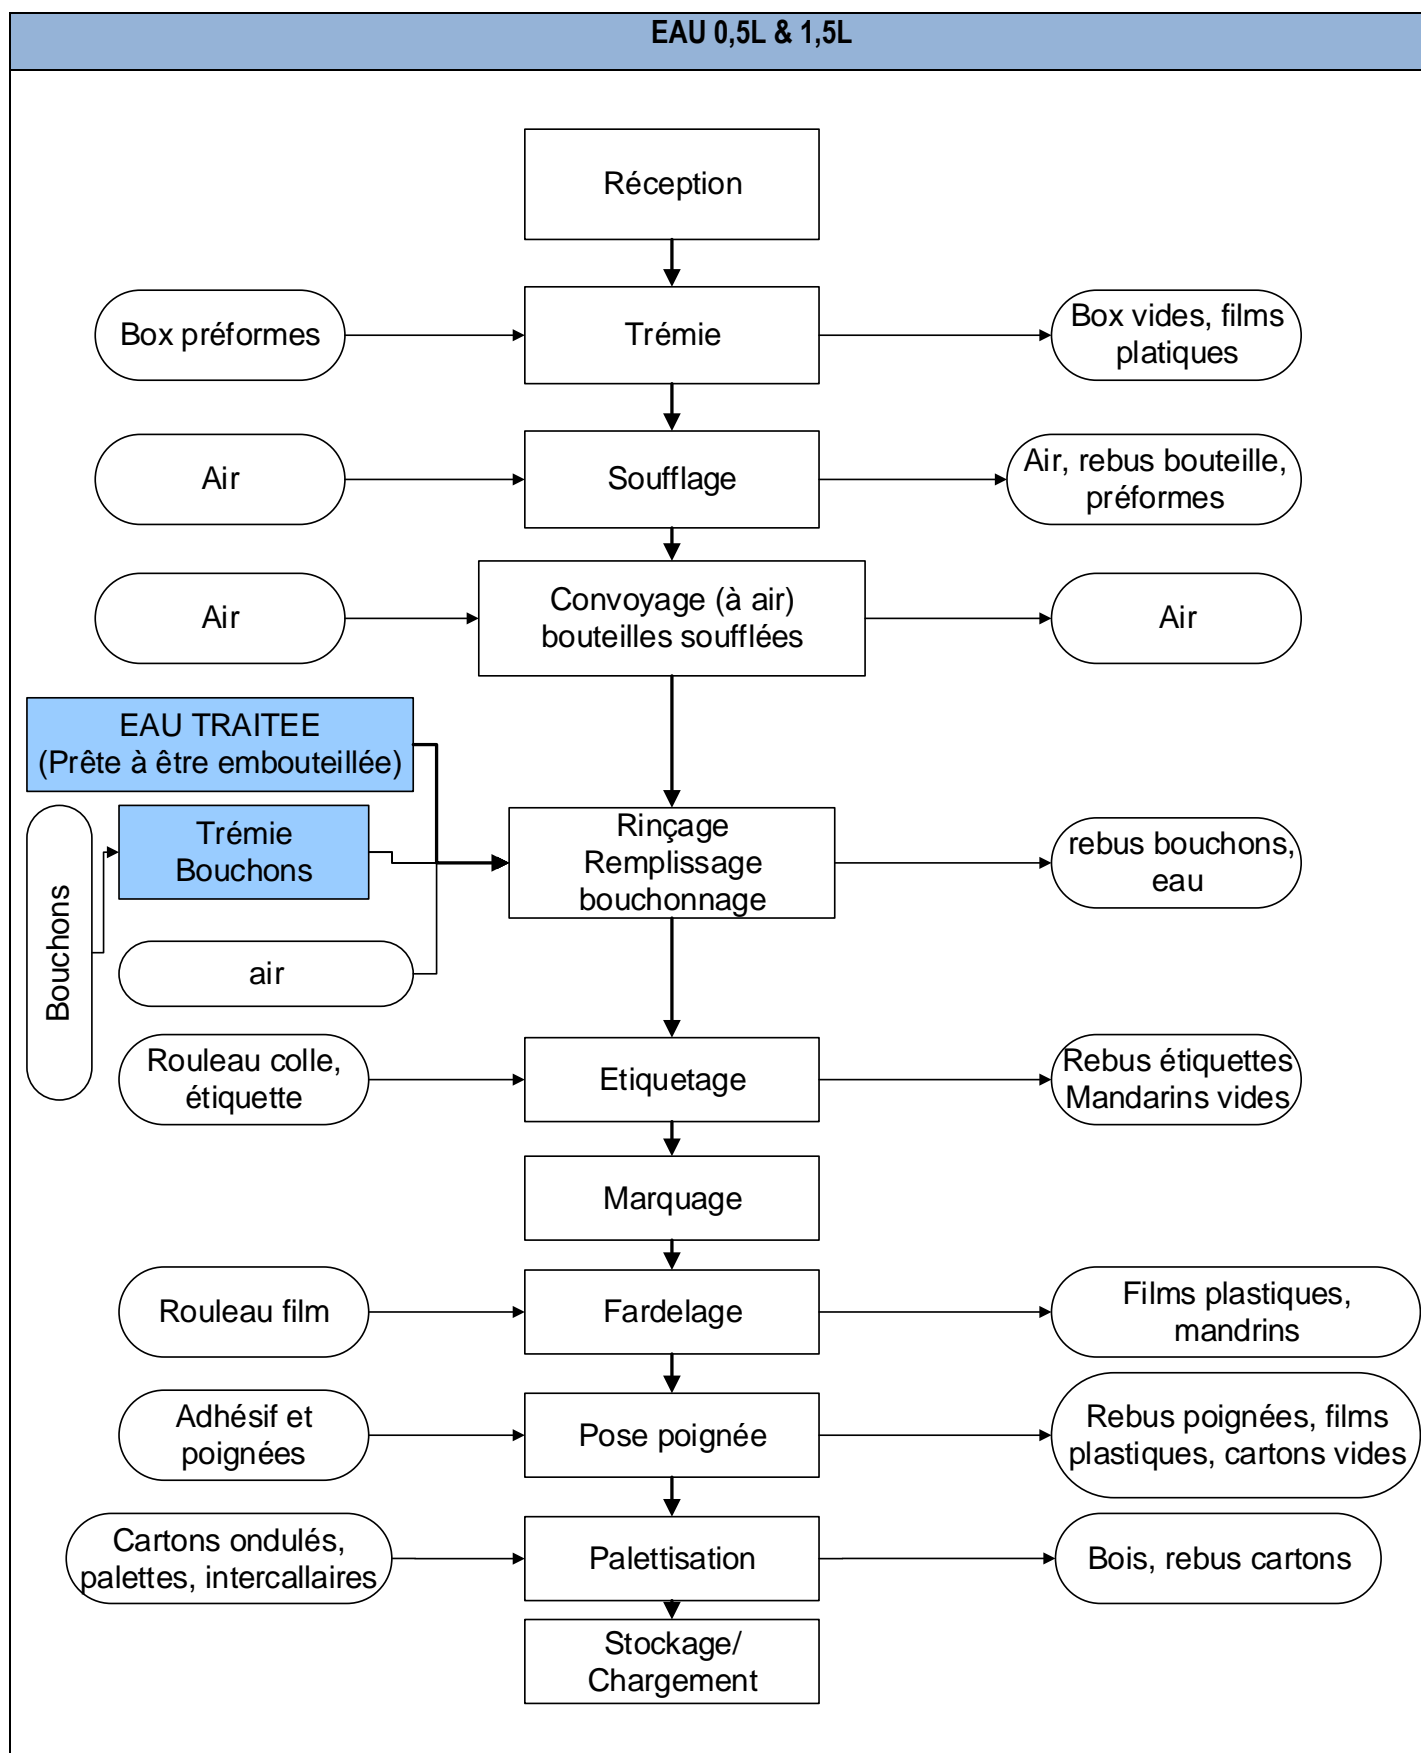 EAU 0,5L & 1,5L
Réception
Box préformes
Trémie
Box vides, films
platiques
Air
Soufflage
Air, rebus bouteille,
préformes
Air
Convoyage (à air)
bouteilles soufflées
Air
EAU TRAITEE
(Prête à être embouteillée)
Bouchons
Trémie
Bouchons
air
Rinçage
Remplissage
bouchonnage
rebus bouchons,
eau
Rouleau colle,
étiquette
Etiquetage
Rebus étiquettes
Mandarins vides
Marquage
Rouleau film
Fardelage
Films plastiques,
mandrins
Adhésif et
poignées
Pose poignée
Rebus poignées, films
plastiques, cartons vides
Cartons ondulés,
palettes, intercallaires
Palettisation
Bois, rebus cartons
Stockage/
Chargement